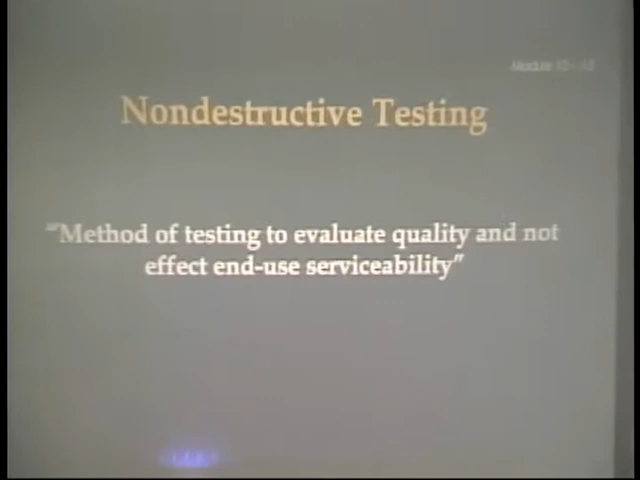 Nondestructive Testing
“Method of testing to evaluate quality and not
effect end-use serviceability”